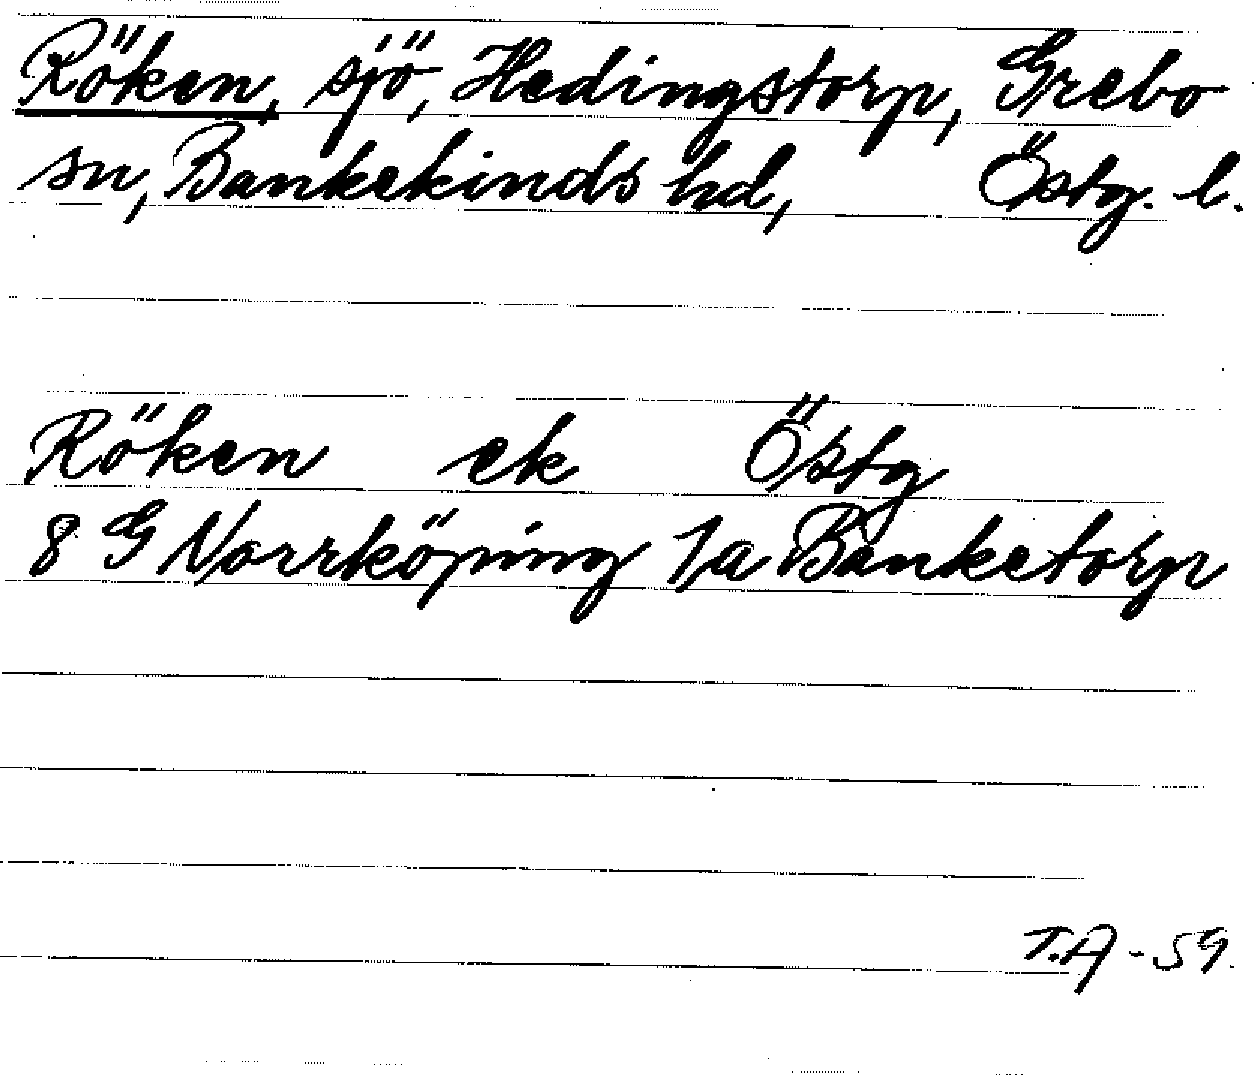 Röken, sjö, Hedingstorp, Grebo
sn, Bankekinds hd, Östg. l.
Röken ek Östg
8 G Norrköping 1a Banketorp
T.A - 59.